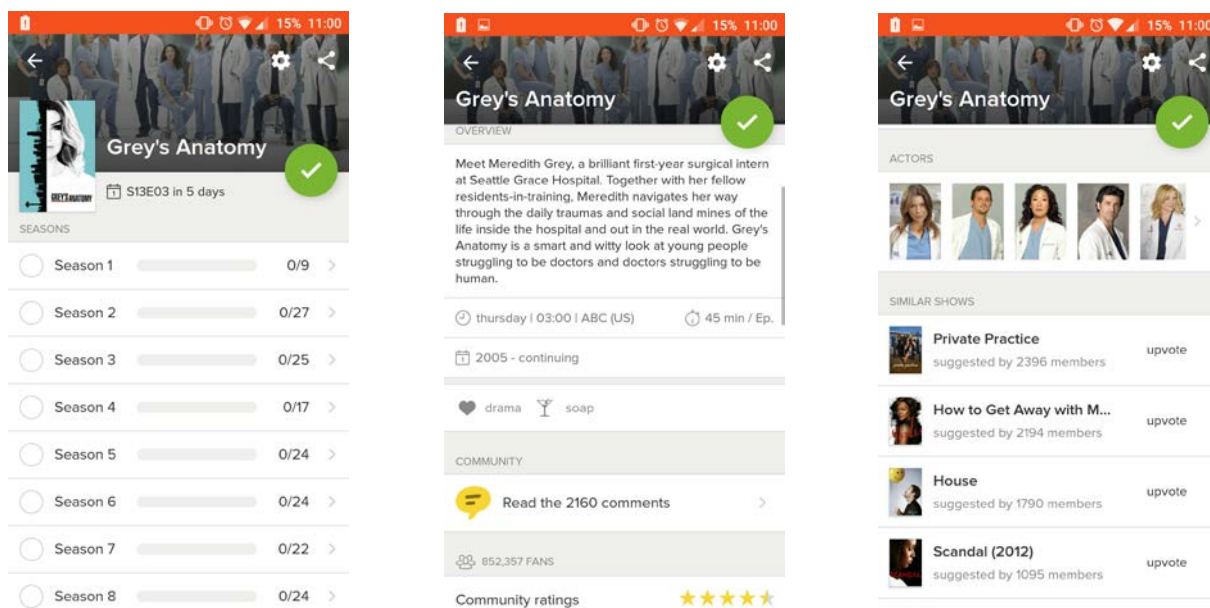 15% 11:00
Grey's Anatomy
GREY'S ANATOMY
S13E03 in 5 days
SEASONS
Season 1 0/9
Season 2 0/27
Season 3 0/25
Season 4 0/17
Season 5 0/24
Season 6 0/24
Season 7 0/22
Season 8 0/24
15% 11:00
Grey's Anatomy
OVERVIEW
Meet Meredith Grey, a brilliant first-year surgical intern
at Seattle Grace Hospital. Together with her fellow
residents-in-training, Meredith navigates her way
through the daily traumas and social land mines of the
life inside the hospital and out in the real world. Grey's
Anatomy is a smart and witty look at young people
struggling to be doctors and doctors struggling to be
human.
thursday | 03:00 | ABC (US) 45 min / Ep.
2005 - continuing
drama soap
COMMUNITY
Read the 2160 comments
852,357 FANS
Community ratings
15% 11:00
Grey's Anatomy
ACTORS
SIMILAR SHOWS
Private Practice
suggested by 2396 members upvote
How to Get Away with M...
suggested by 2194 members upvote
House
suggested by 1790 members upvote
Scandal (2012)
suggested by 1095 members upvote